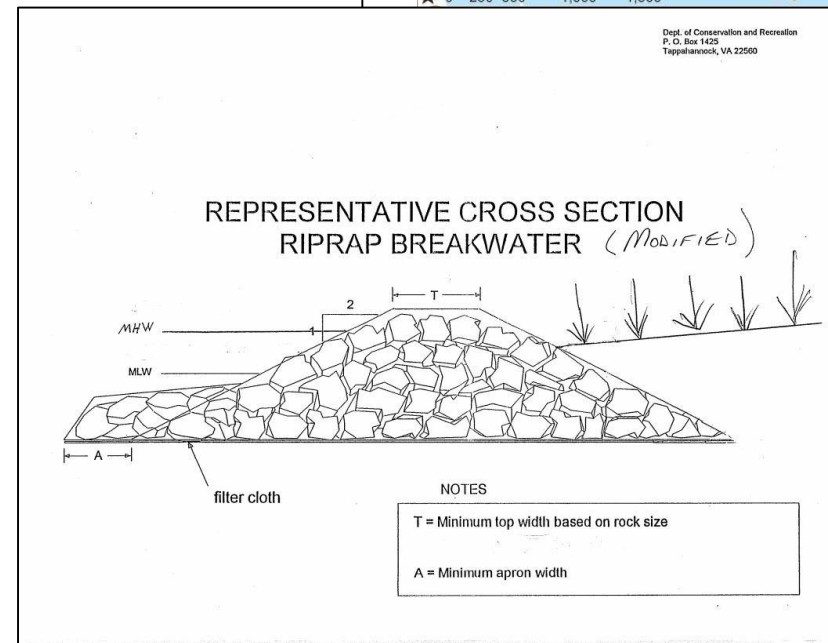 Dept. of Conservation and Recreation
P. O. Box 1425
Tappahannock, VA 22560
REPRESENTATIVE CROSS SECTION
RIPRAP BREAKWATER (MODIFIED)
T
2
1
MHW
MLW
A
filter cloth
NOTES
T = Minimum top width based on rock size
A = Minimum apron width